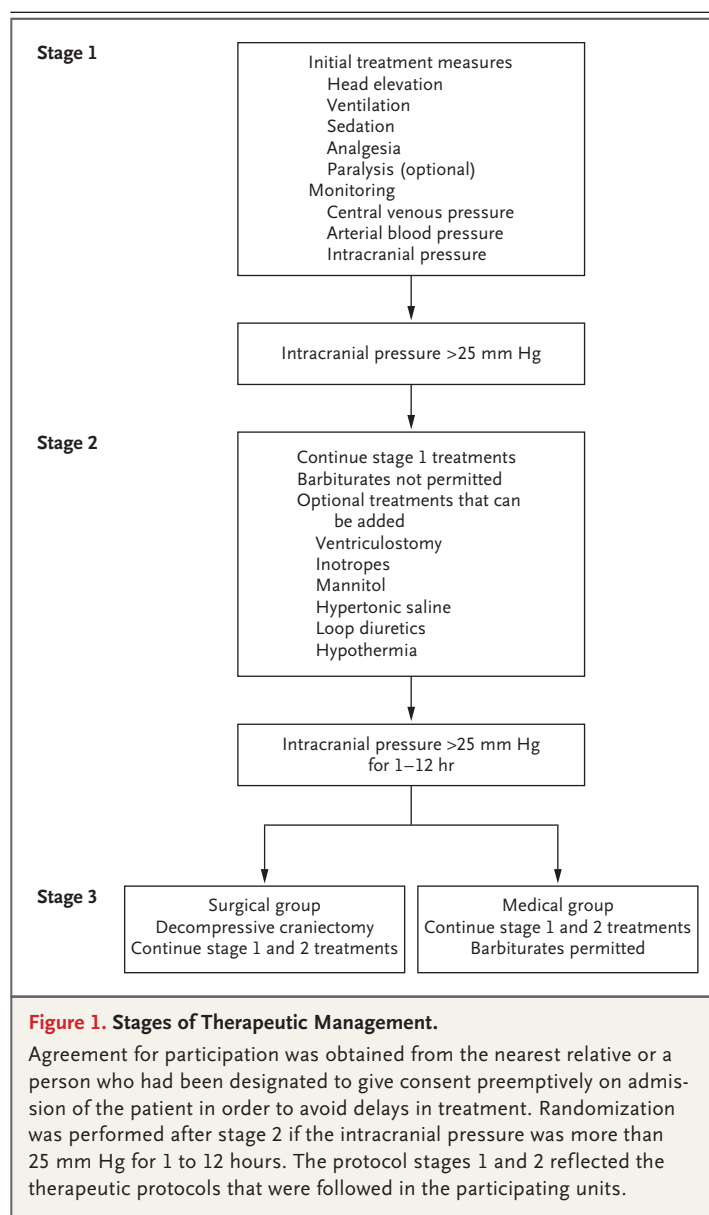 Stage 1
Initial treatment measures
Head elevation
Ventilation
Sedation
Analgesia
Paralysis (optional)
Monitoring
Central venous pressure
Arterial blood pressure
Intracranial pressure
Intracranial pressure >25 mm Hg
Stage 2
Continue stage 1 treatments
Barbiturates not permitted
Optional treatments that can
be added
Ventriculostomy
Inotropes
Mannitol
Hypertonic saline
Loop diuretics
Hypothermia
Intracranial pressure >25 mm Hg
for 1–12 hr
Stage 3
Surgical group
Decompressive craniectomy
Continue stage 1 and 2 treatments
Medical group
Continue stage 1 and 2 treatments
Barbiturates permitted
Figure 1. Stages of Therapeutic Management.
Agreement for participation was obtained from the nearest relative or a
person who had been designated to give consent preemptively on admis-
sion of the patient in order to avoid delays in treatment. Randomization
was performed after stage 2 if the intracranial pressure was more than
25 mm Hg for 1 to 12 hours. The protocol stages 1 and 2 reflected the
therapeutic protocols that were followed in the participating units.